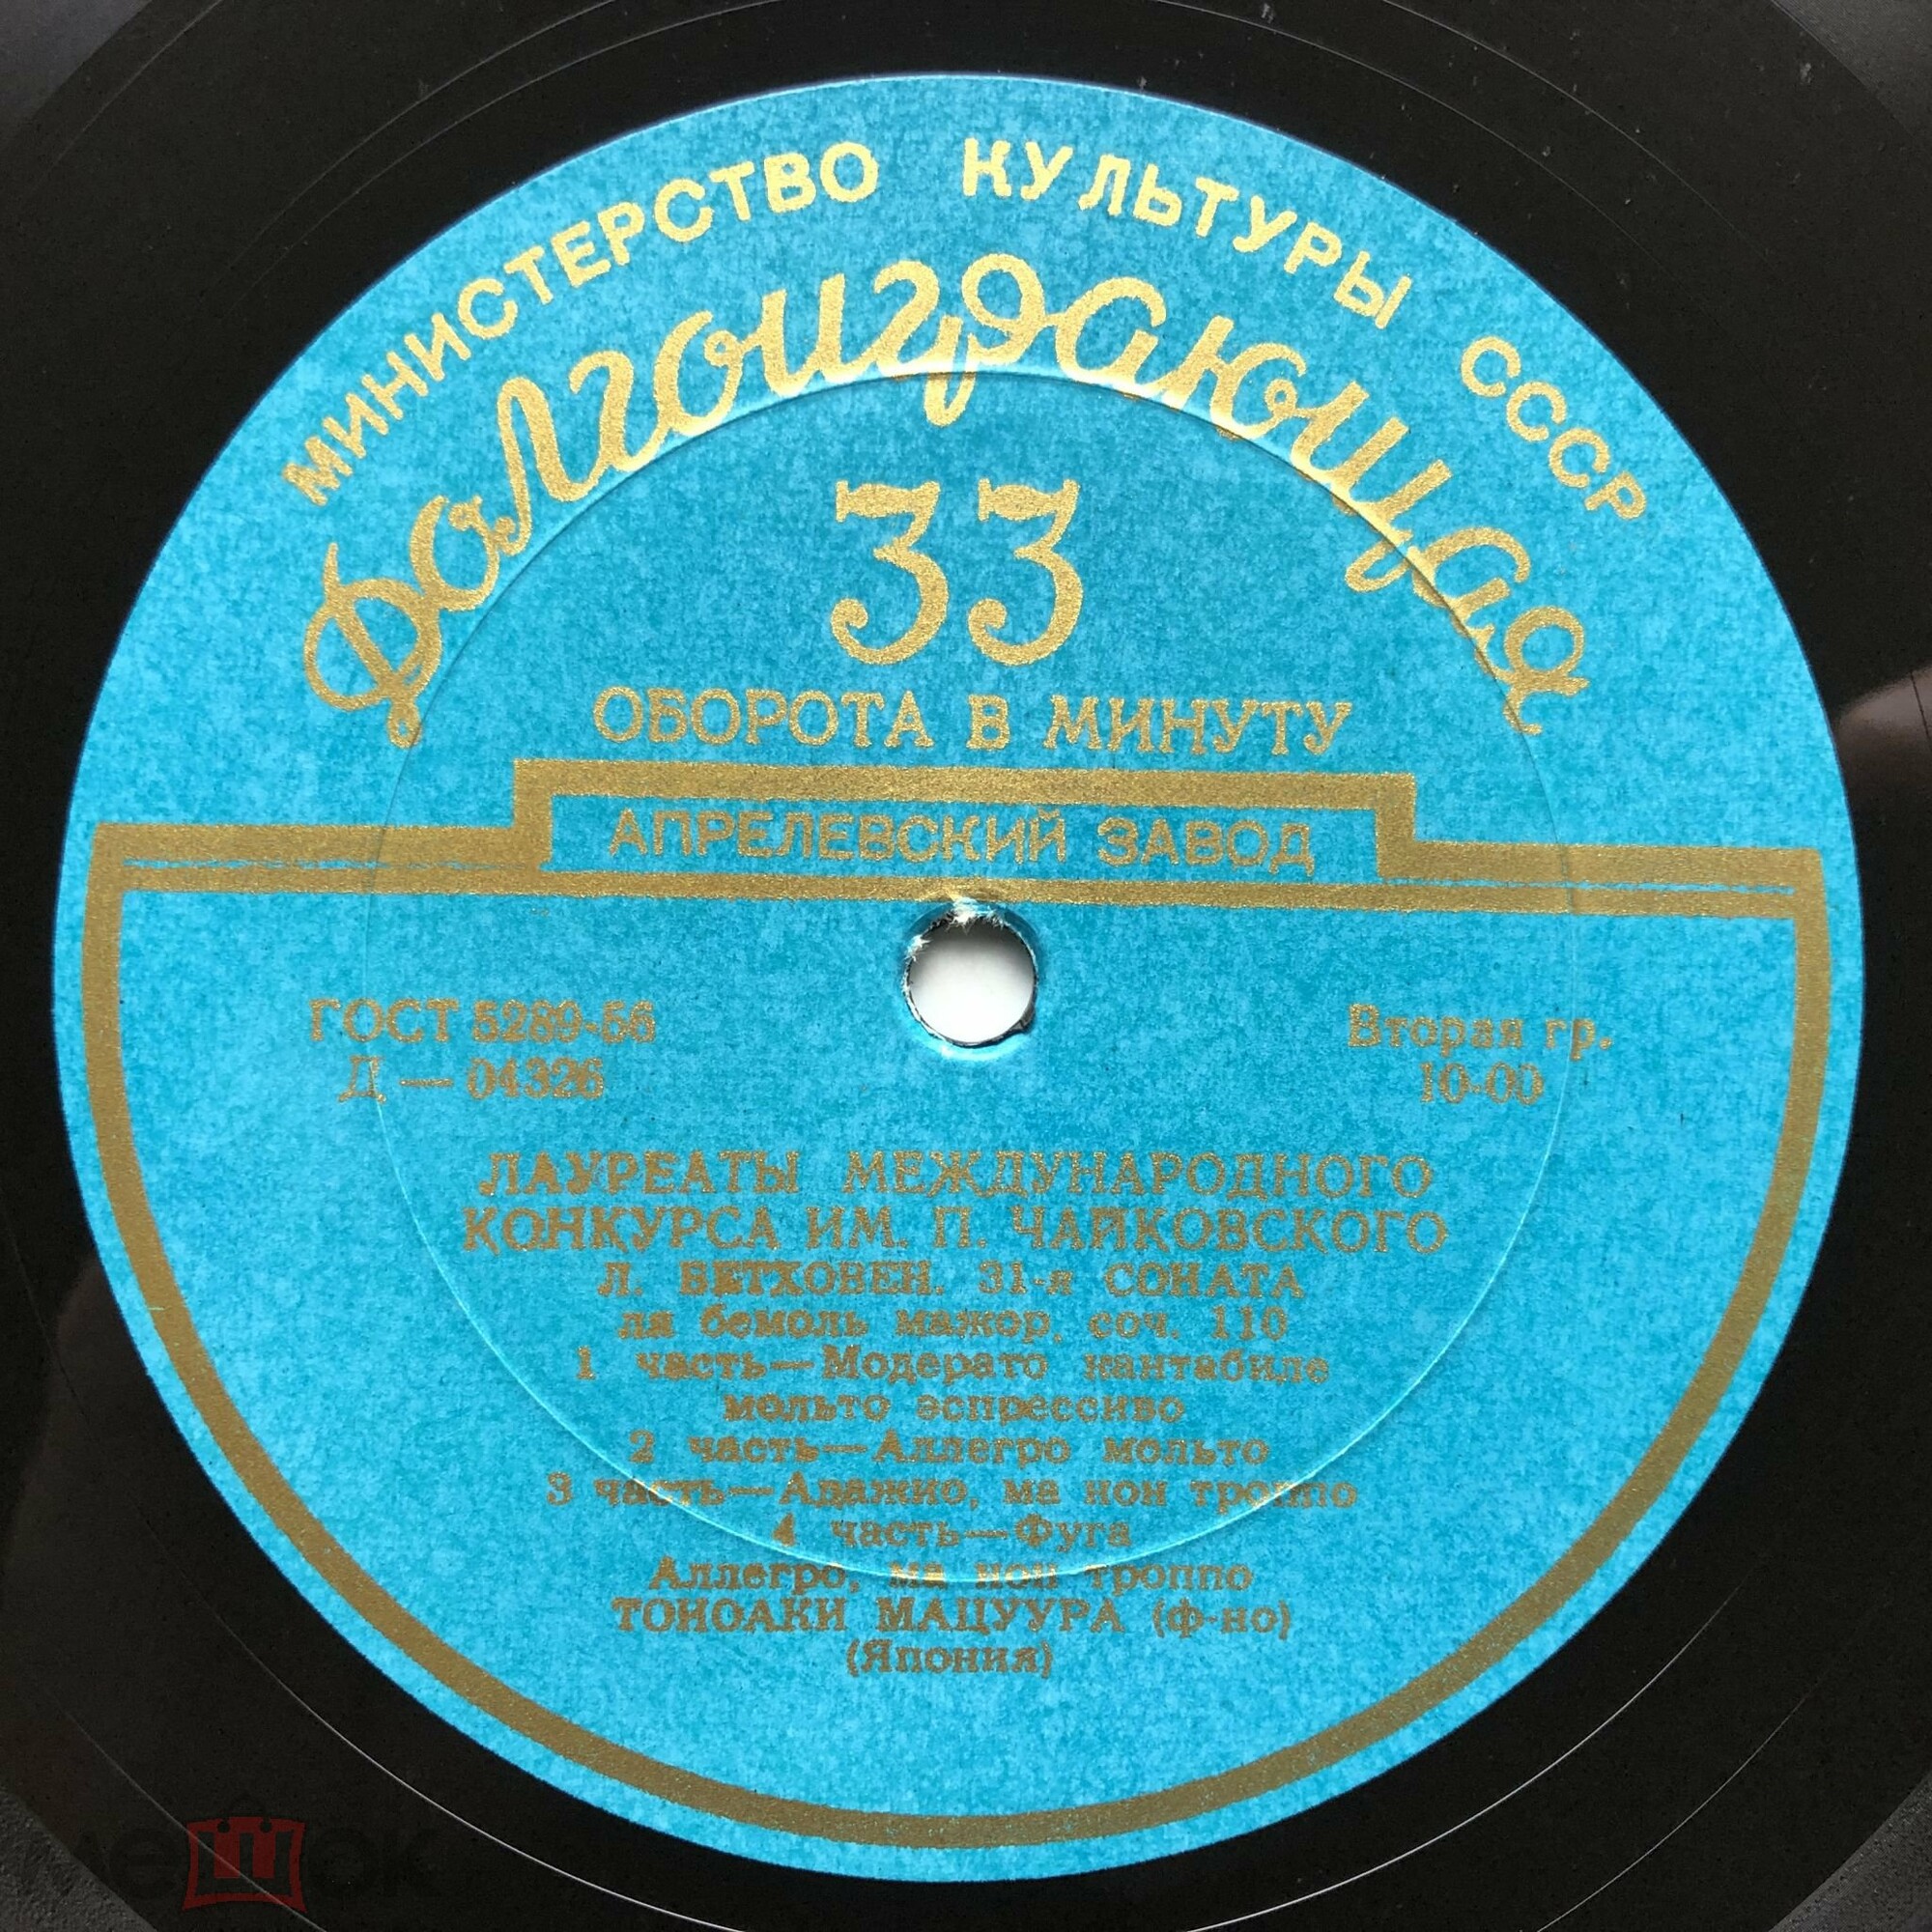 МИНИСТЕРСТВО КУЛЬТУРЫ СССР
Долгоиграющая
33
ОБОРОТА В МИНУТУ
АПРЕЛЕВСКИЙ ЗАВОД
ГОСТ 5289-56
Д — 04326
Вторая гр.
10-00
ЛАУРЕАТЫ МЕЖДУНАРОДНОГО
КОНКУРСА ИМ. П. ЧАЙКОВСКОГО
Л. БЕТХОВЕН. 31-я СОНАТА
ля бемоль мажор, соч. 110
1 часть—Модерато кантабиле
мольто эспрессиво
2 часть—Аллегро мольто
3 часть—Адажио, ма нон троппо
4 часть—Фуга
Аллегро, ма нон троппо
ТОИОАКИ МАЦУУРА (ф-но)
(Япония)
мешок